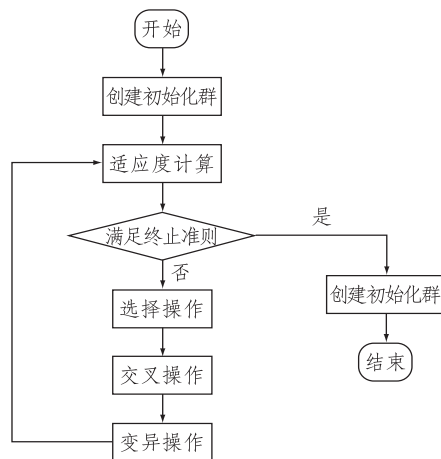 开始
创建初始化群
适应度计算
满足终止准则
是
否
创建初始化群
选择操作
结束
交叉操作
变异操作